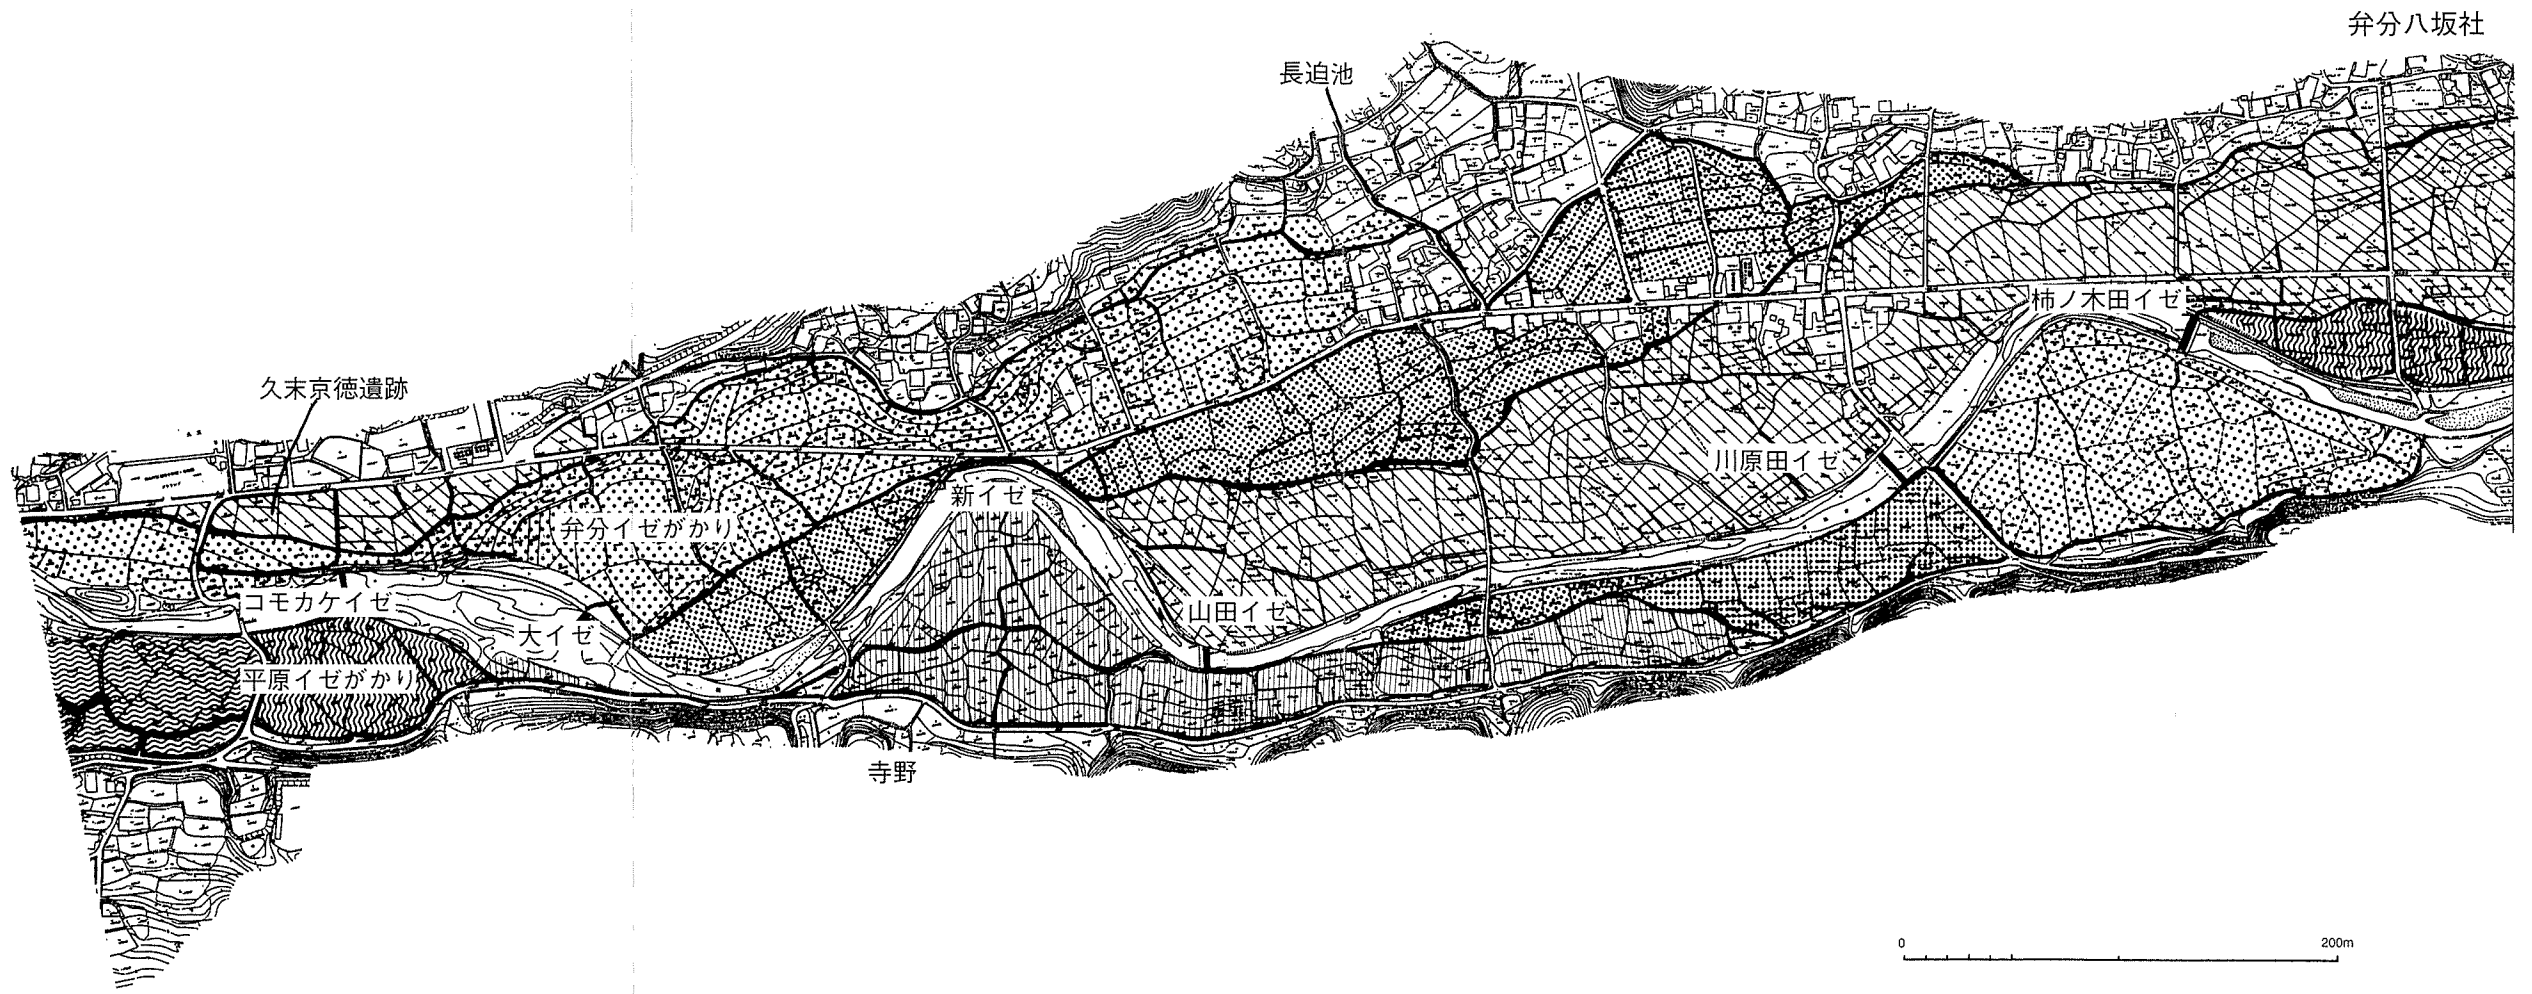 弁分八坂社
長迫池
柿ノ木田イゼ
久末京徳遺跡
川原田イゼ
新イゼ
弁分イゼがかり
コモカケイゼ
山田イゼ
大イゼ
平原イゼがかり
寺野
0 200m